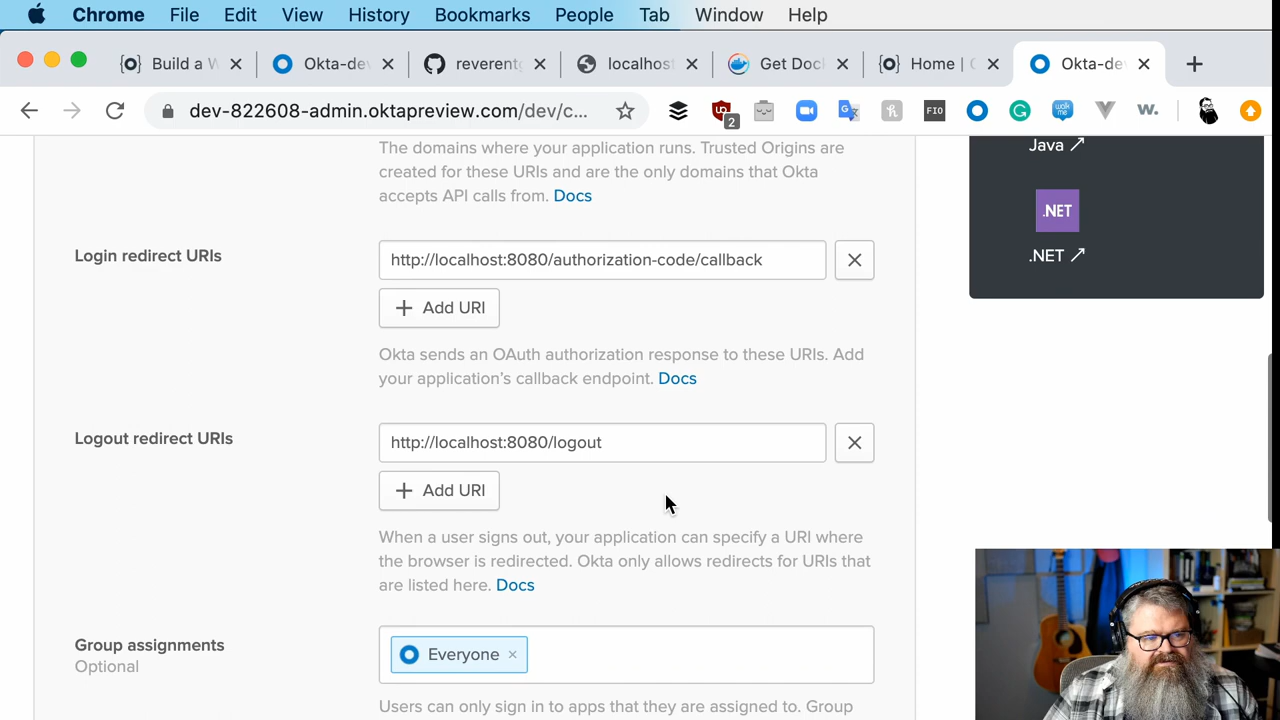 Chrome File Edit View History Bookmarks People Tab Window Help
Build a W
Okta-dev
reverentg
localhost
Get Doc
Home | 
Okta-dev
dev-822608-admin.oktapreview.com/dev/c...
2
FIO
walk me
w.
The domains where your application runs. Trusted Origins are
created for these URIs and are the only domains that Okta
accepts API calls from. Docs
Java
.NET
.NET
Login redirect URIs
http://localhost:8080/authorization-code/callback
Add URI
Okta sends an OAuth authorization response to these URIs. Add
your application's callback endpoint. Docs
Logout redirect URIs
http://localhost:8080/logout
Add URI
When a user signs out, your application can specify a URI where
the browser is redirected. Okta only allows redirects for URIs that
are listed here. Docs
Group assignments
Optional
Everyone
Users can only sign in to apps that they are assigned to. Group